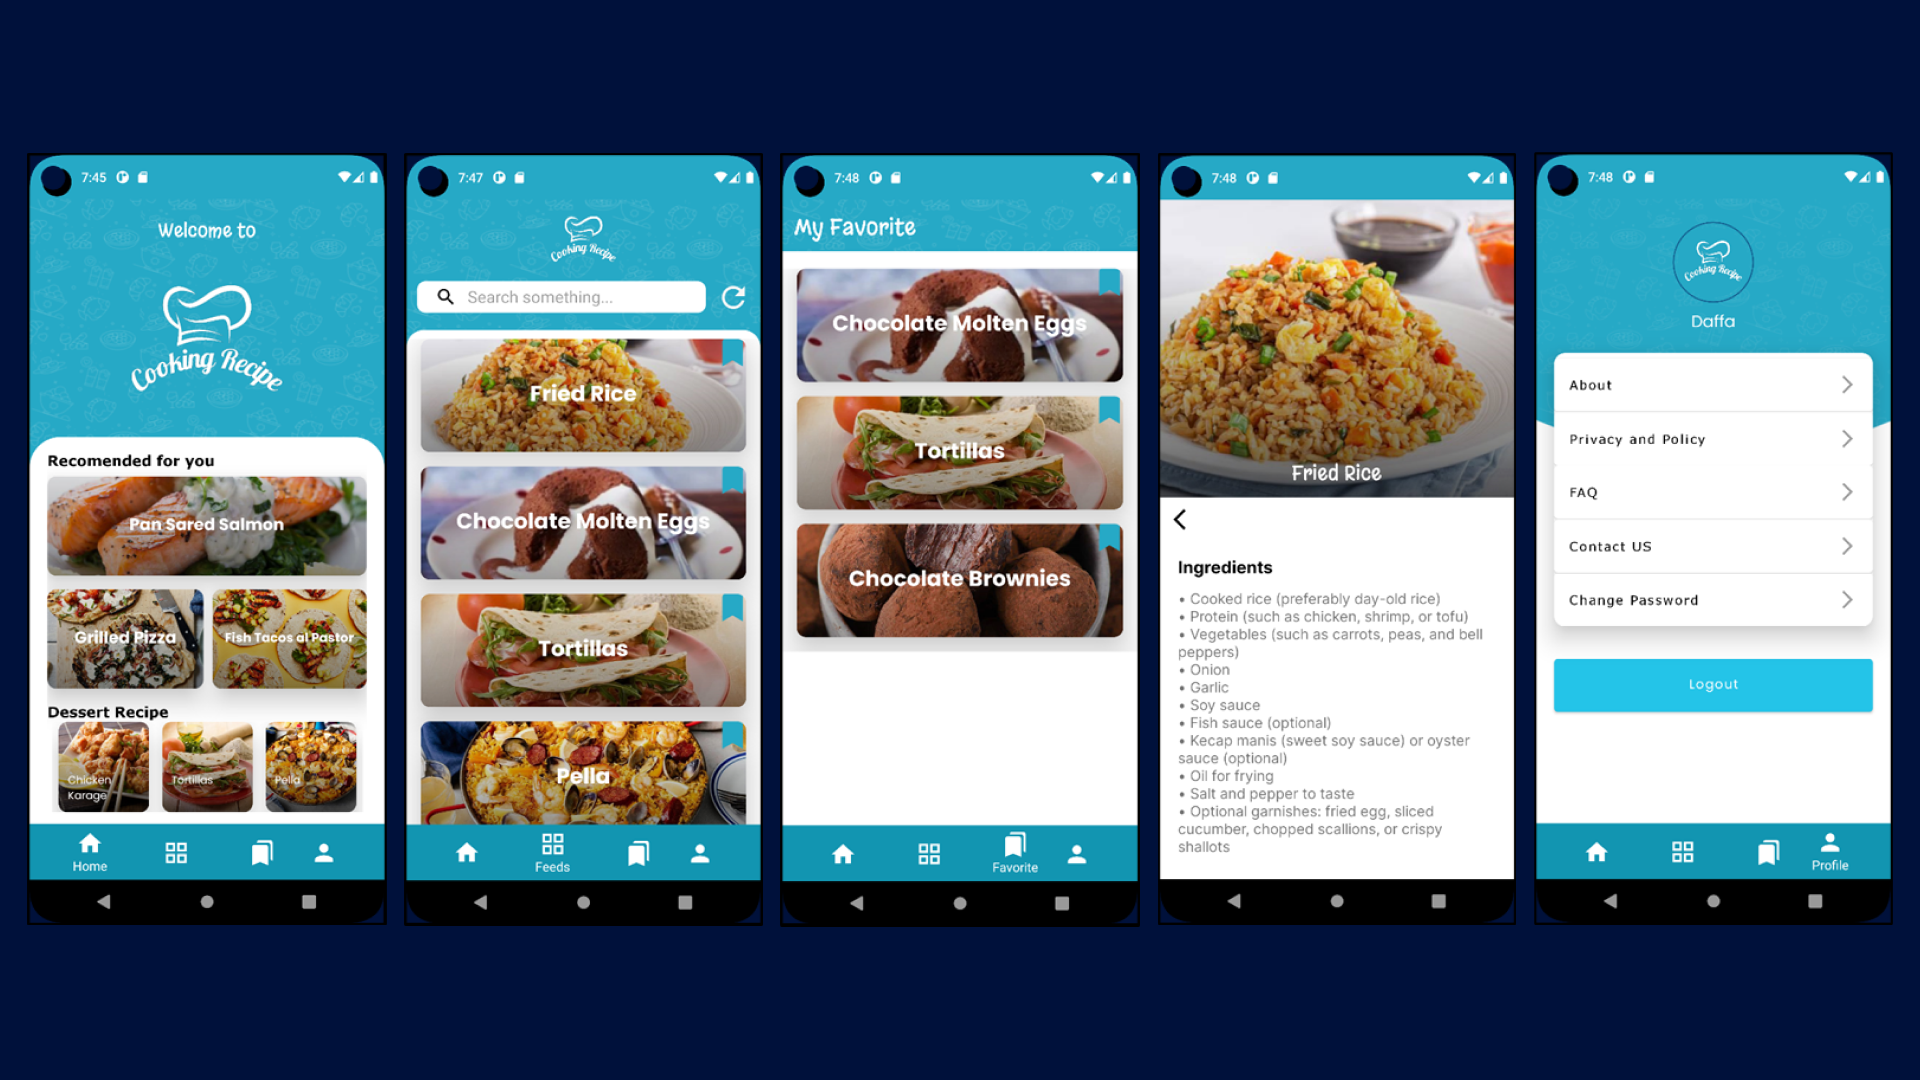 7:45
Welcome to
Cooking Recipe
Recomended for you
Pan Sared Salmon
Grilled Pizza
Fish Tacos al Pastor
Dessert Recipe
Chicken
Karage
Tortillas
Pella
Home
7:47
Cooking Recipe
Search something...
Fried Rice
Chocolate Molten Eggs
Tortillas
Pella
Feeds
7:48
My Favorite
Chocolate Molten Eggs
Tortillas
Chocolate Brownies
Favorite
7:48
Fried Rice
Ingredients
• Cooked rice (preferably day-old rice)
• Protein (such as chicken, shrimp, or tofu)
• Vegetables (such as carrots, peas, and bell
peppers)
• Onion
• Garlic
• Soy sauce
• Fish sauce (optional)
• Kecap manis (sweet soy sauce) or oyster
sauce (optional)
• Oil for frying
• Salt and pepper to taste
• Optional garnishes: fried egg, sliced
cucumber, chopped scallions, or crispy
shallots
7:48
Cooking Recipe
Daffa
About
Privacy and Policy
FAQ
Contact US
Change Password
Logout
Profile